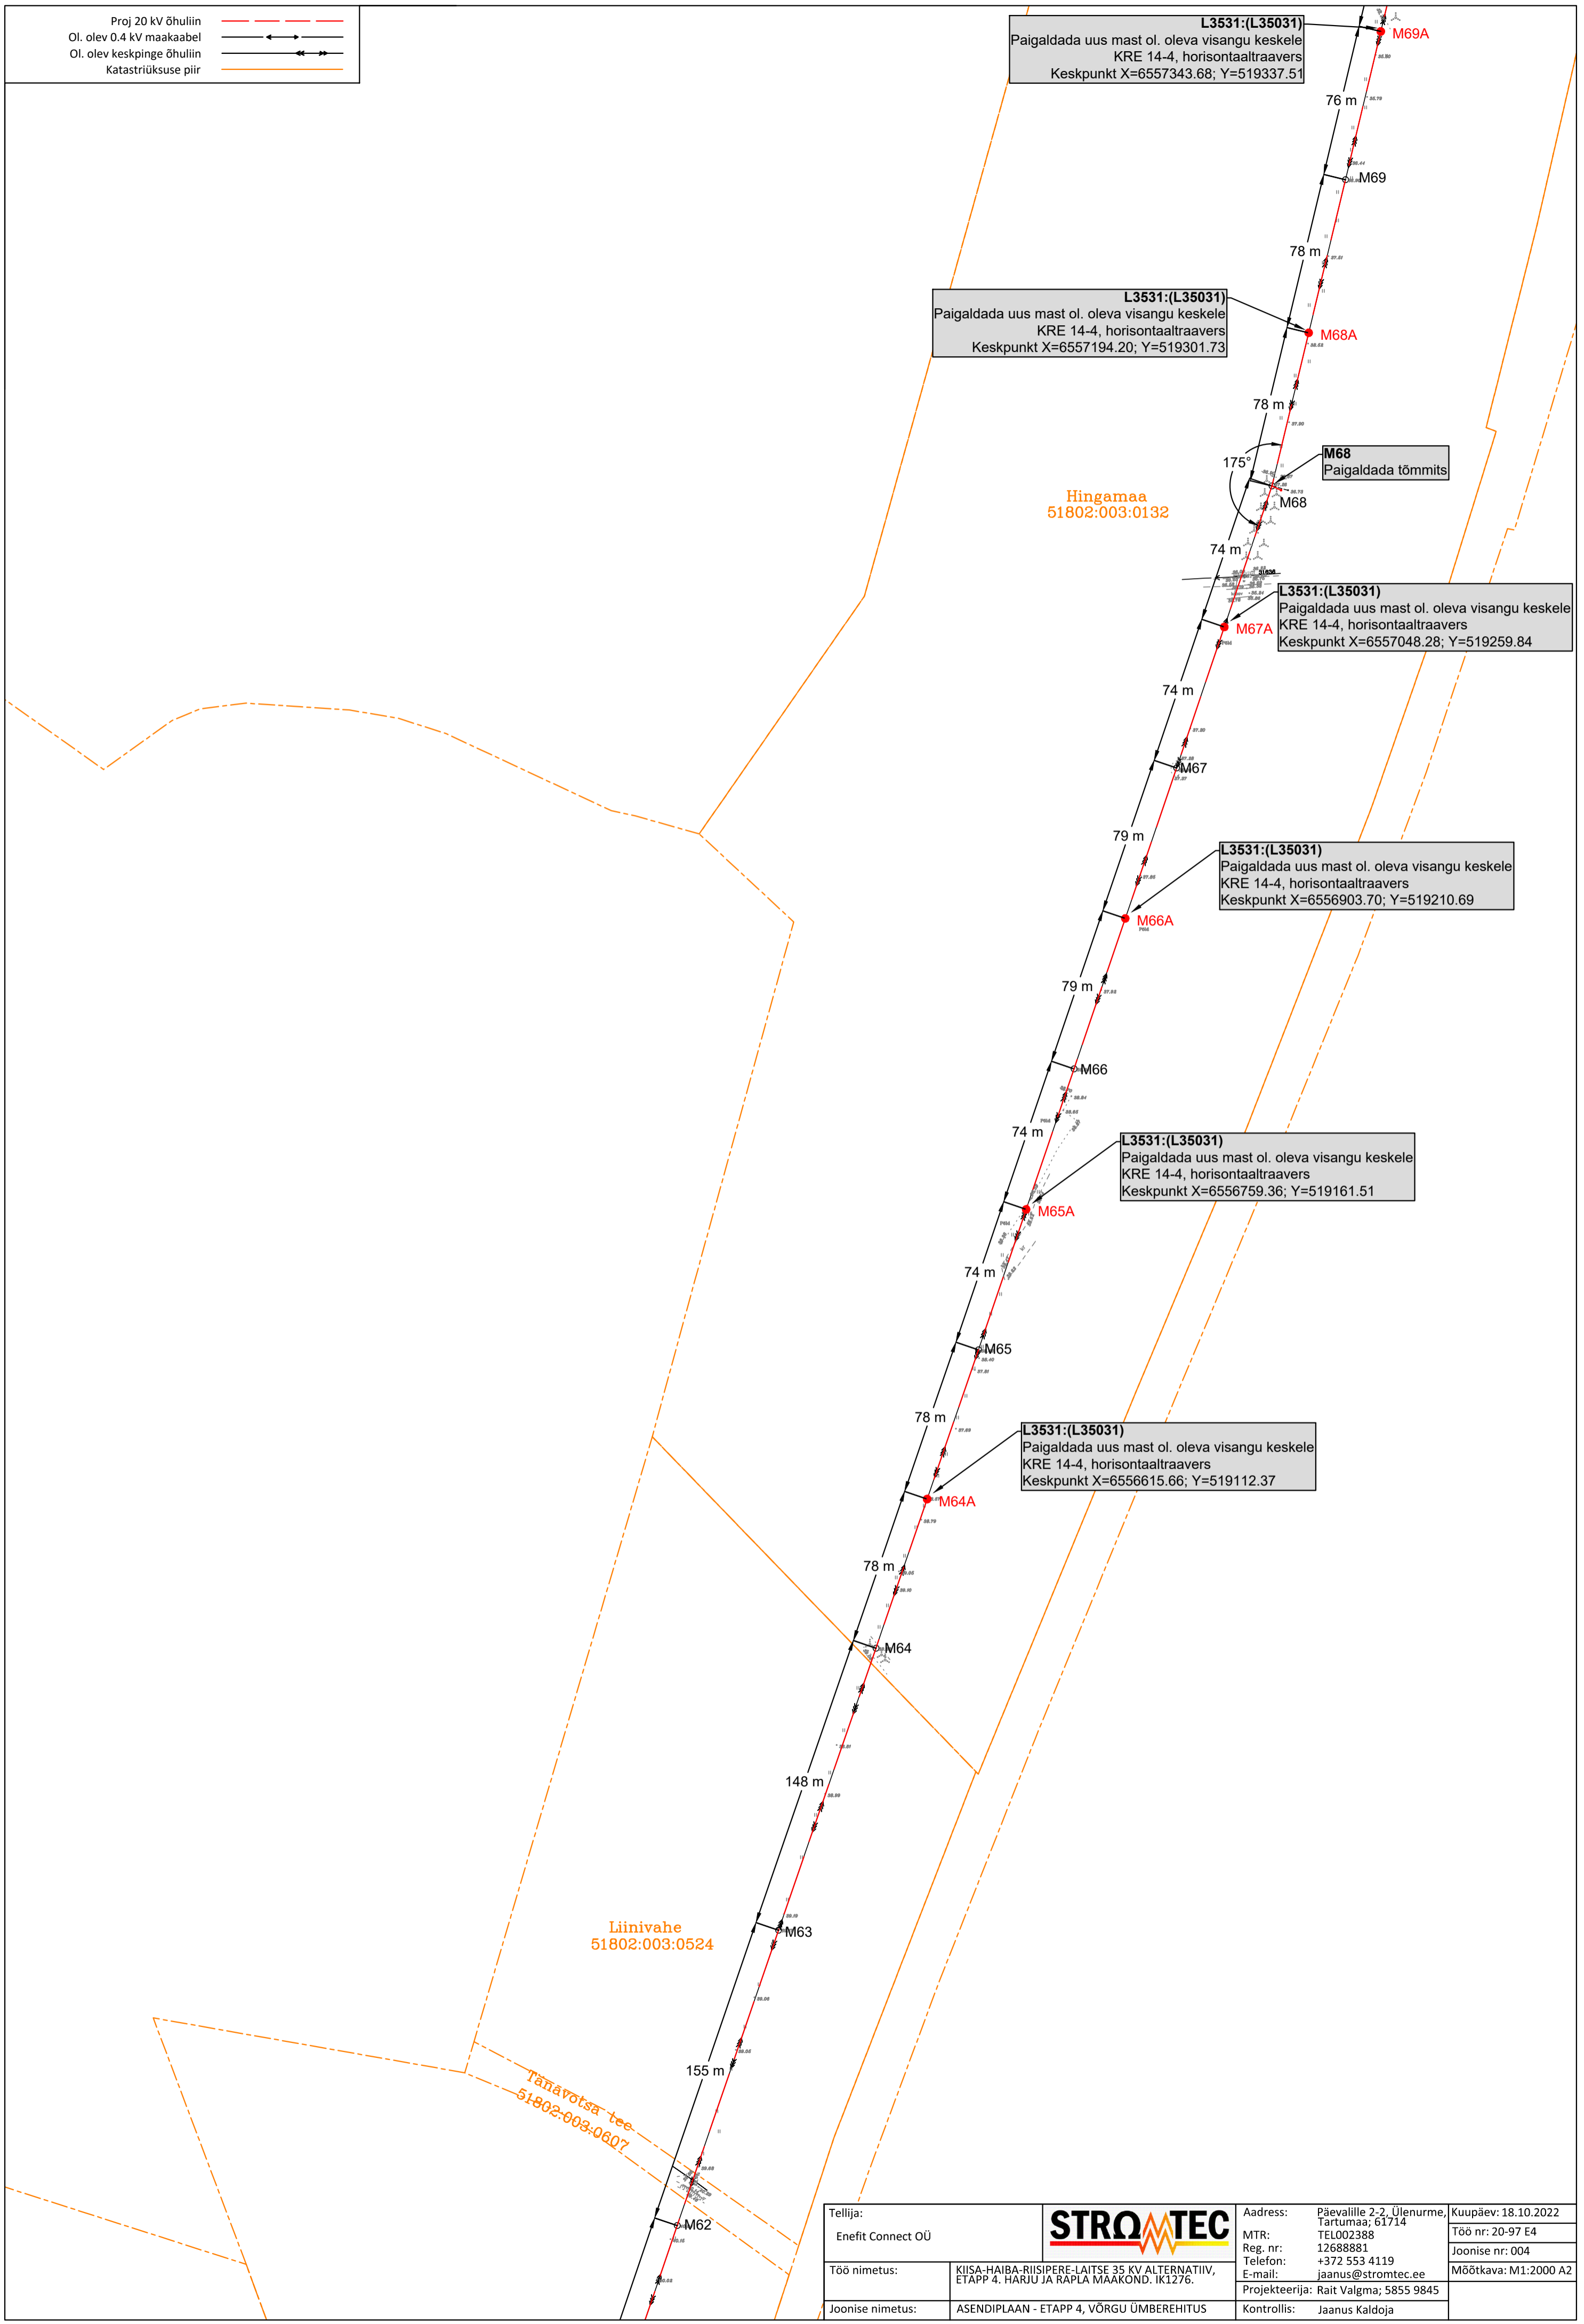 Proj 20 kV õhuliin
Ol. olev 0.4 kV maakaabel
Ol. olev keskpinge õhuliin
Katastriüksuse piir
L3531:(L35031)
Paigaldada uus mast ol. oleva visangu keskele
KRE 14-4, horisontaaltraavers
Keskpunkt X=6557343.68; Y=519337.51
M69A
76 m
M69
78 m
L3531:(L35031)
Paigaldada uus mast ol. oleva visangu keskele
KRE 14-4, horisontaaltraavers
Keskpunkt X=6557194.20; Y=519301.73
M68A
78 m
175°
M68
Paigaldada tõmmits
M68
Hingamaa
51802:003:0132
74 m
L3531:(L35031)
Paigaldada uus mast ol. oleva visangu keskele
KRE 14-4, horisontaaltraavers
Keskpunkt X=6557048.28; Y=519259.84
M67A
74 m
M67
79 m
L3531:(L35031)
Paigaldada uus mast ol. oleva visangu keskele
KRE 14-4, horisontaaltraavers
Keskpunkt X=6556903.70; Y=519210.69
M66A
79 m
M66
74 m
L3531:(L35031)
Paigaldada uus mast ol. oleva visangu keskele
KRE 14-4, horisontaaltraavers
Keskpunkt X=6556759.36; Y=519161.51
M65A
74 m
M65
78 m
L3531:(L35031)
Paigaldada uus mast ol. oleva visangu keskele
KRE 14-4, horisontaaltraavers
Keskpunkt X=6556615.66; Y=519112.37
M64A
78 m
M64
148 m
Liinivahe
51802:003:0524
M63
155 m
Tänavotsa tee
51802:003:0607
M62
Tellija:
Enefit Connect OÜ
STROMTEC
Aadress: Päevalille 2-2, Ülenurme, Tartumaa; 61714
MTR: TEL002388
Reg. nr: 12688881
Telefon: +372 553 4119
E-mail: jaanus@stromtec.ee
Kuupäev: 18.10.2022
Töö nr: 20-97 E4
Joonise nr: 004
Mõõtkava: M1:2000 A2
Töö nimetus:
KIISA-HAIBA-RIISIPERE-LAITSE 35 KV ALTERNATIIV,
ETAPP 4. HARJU JA RAPLA MAAKOND. IK1276.
Projekteerija: Rait Valgma; 5855 9845
Joonise nimetus: ASENDIPLAAN - ETAPP 4, VÕRGU ÜMBEREHITUS
Kontrollis: Jaanus Kaldoja